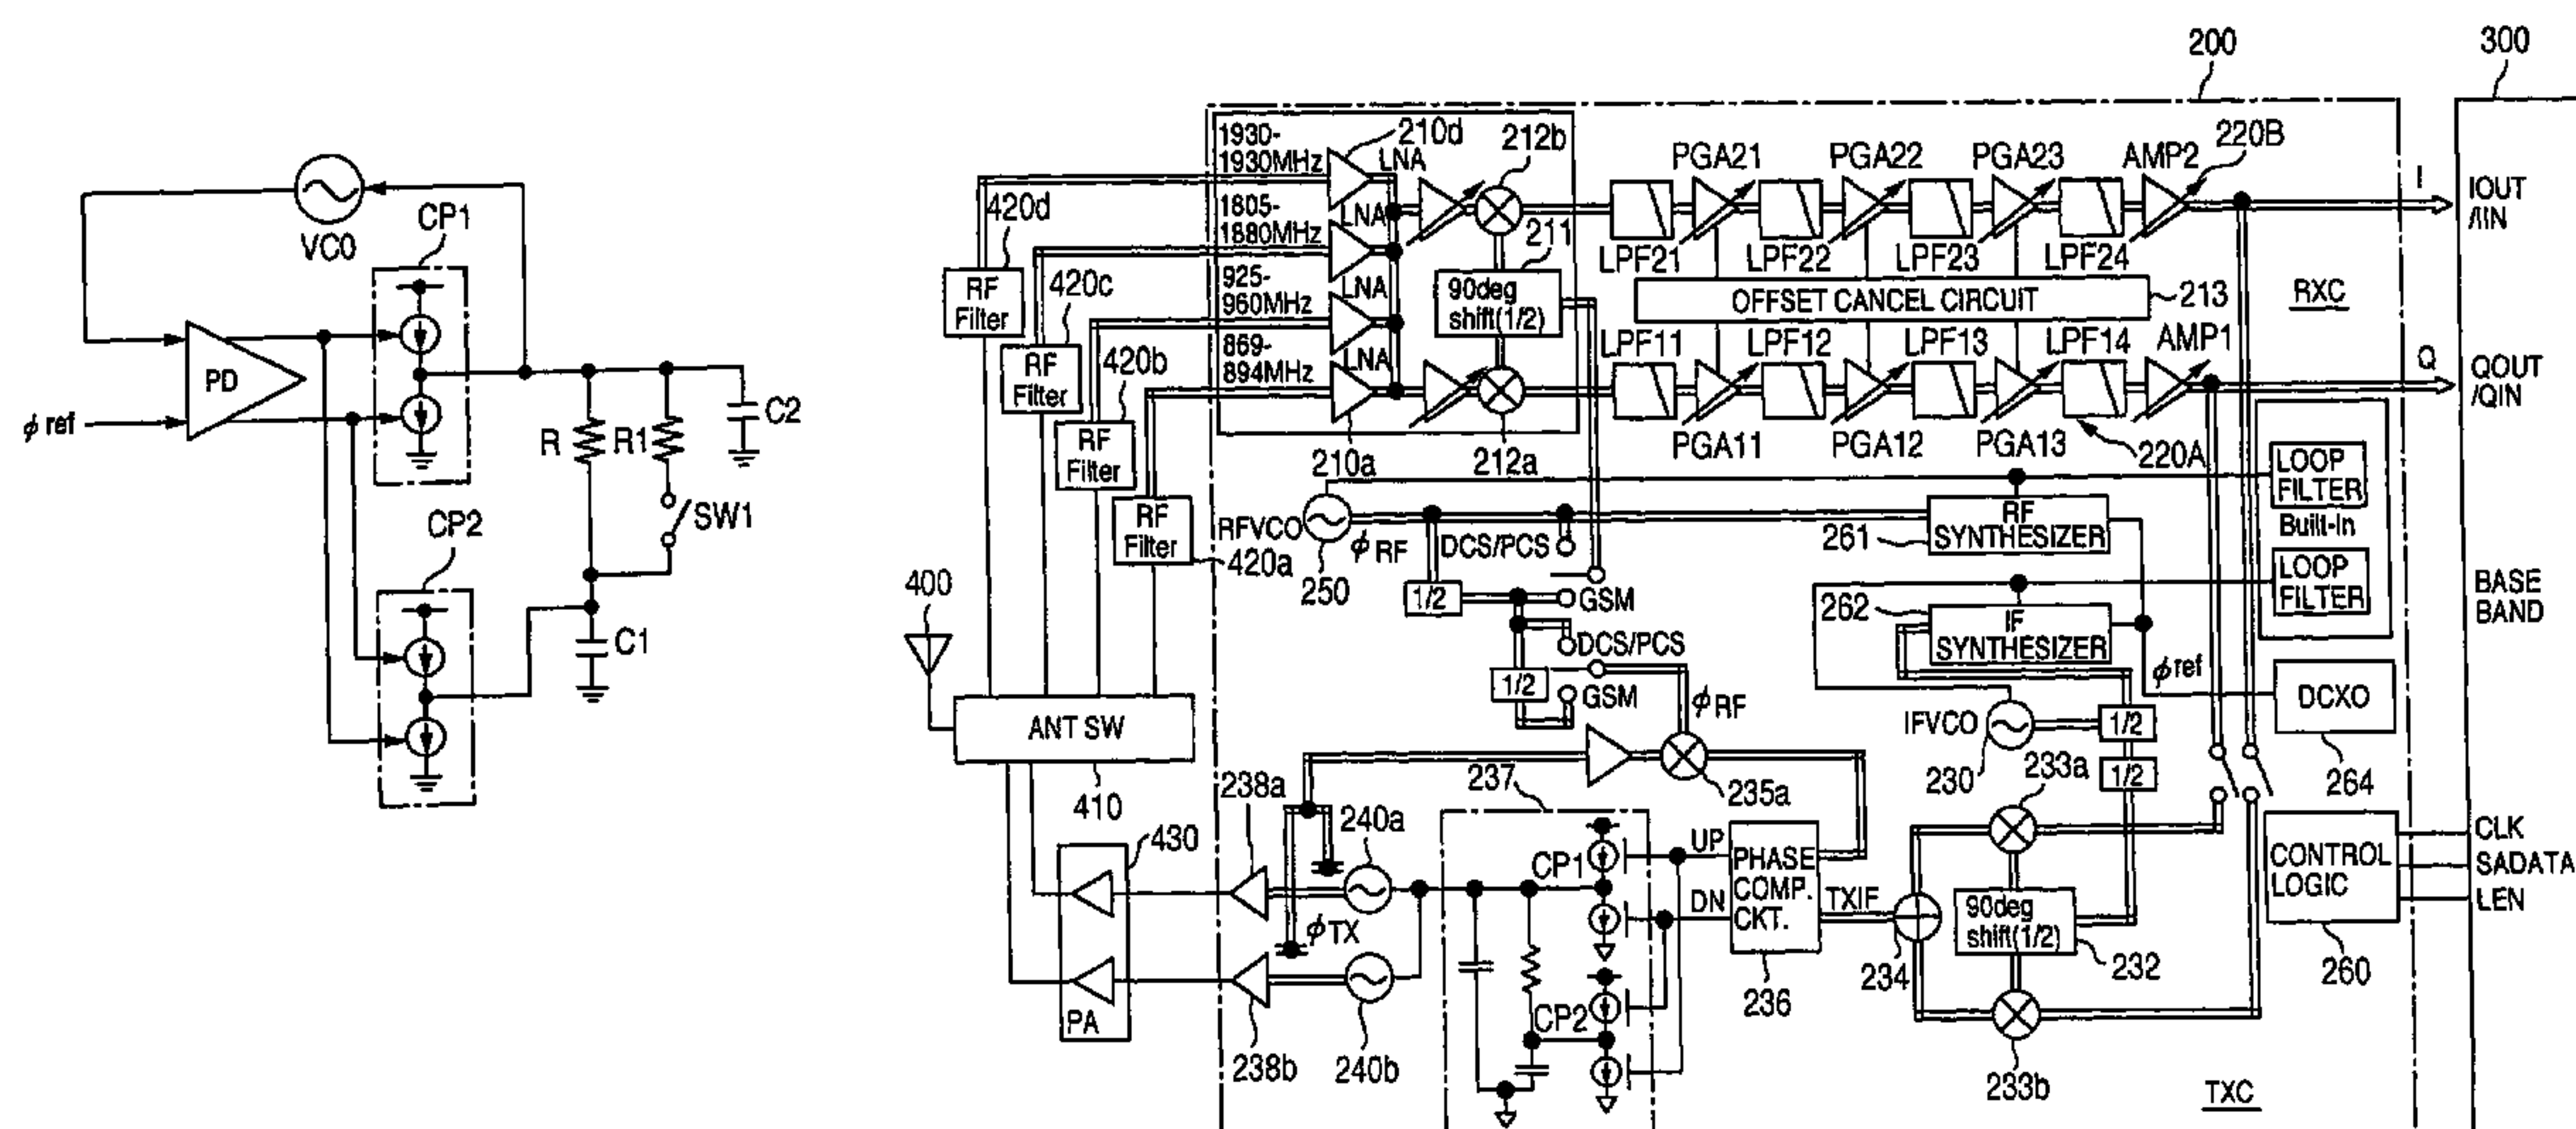 VCO
CP1
PD
φ ref
R
R1
C2
SW1
CP2
C1
200
300
1930-
1930MHz
1805-
1880MHz
925-
960MHz
869-
894MHz
210d
LNA
LNA
LNA
LNA
212b
211
90deg
shift(1/2)
210a
212a
PGA21
PGA22
PGA23
AMP2
220B
LPF21
LPF22
LPF23
LPF24
OFFSET CANCEL CIRCUIT
213
RXC
LPF11
LPF12
LPF13
LPF14
AMP1
PGA11
PGA12
PGA13
220A
I
IOUT
/IIN
Q
QOUT
/QIN
420d
RF
Filter
420c
RF
Filter
420b
RF
Filter
RF
Filter
420a
400
ANT SW
410
RFVCO
250
φRF
DCS/PCS
1/2
GSM
DCS/PCS
1/2
GSM
φRF
261
RF
SYNTHESIZER
LOOP
FILTER
Built-In
LOOP
FILTER
262
IF
SYNTHESIZER
φref
DCXO
264
BASE
BAND
IFVCO
230
1/2
1/2
233a
235a
237
238a
240a
430
PA
φTX
238b
240b
CP1
CP2
UP
DN
PHASE
COMP.
CKT.
236
TXIF
234
90deg
shift(1/2)
232
233b
CONTROL
LOGIC
260
CLK
SADATA
LEN
TXC